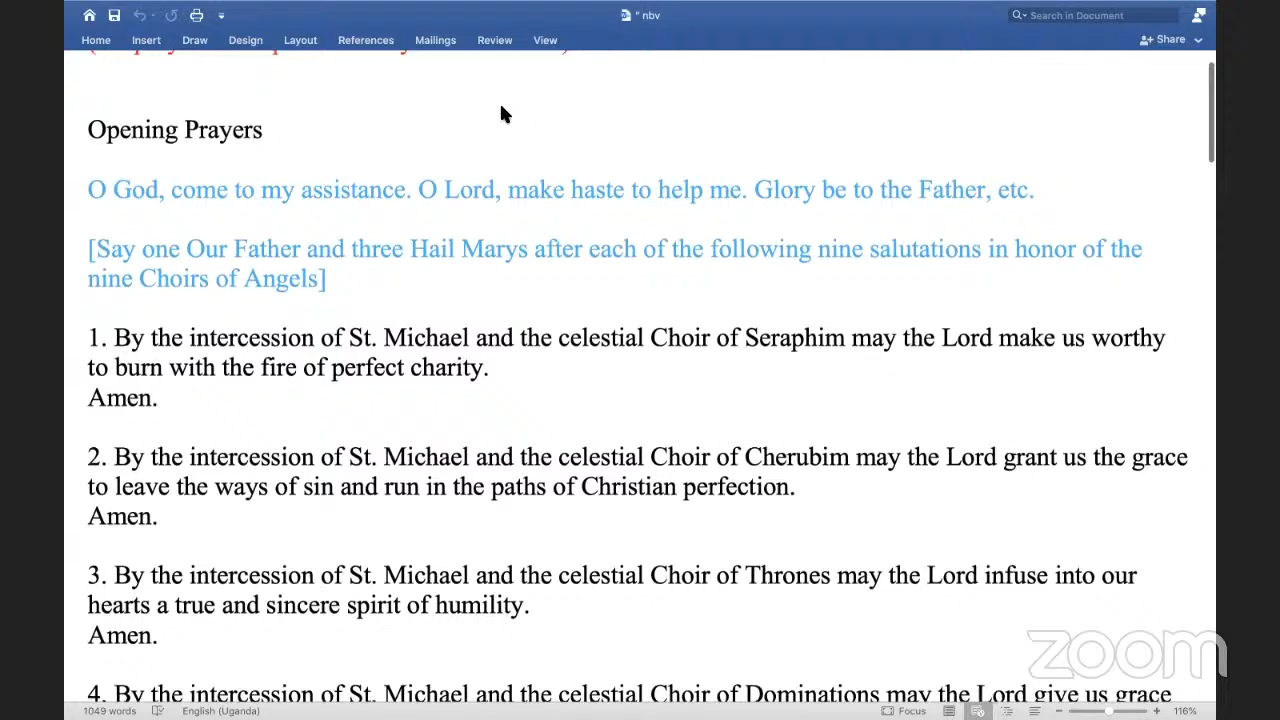 " nbv
Search in Document
Home Insert Draw Design Layout References Mailings Review View
Share
Opening Prayers
O God, come to my assistance. O Lord, make haste to help me. Glory be to the Father, etc.
[Say one Our Father and three Hail Marys after each of the following nine salutations in honor of the
nine Choirs of Angels]
1. By the intercession of St. Michael and the celestial Choir of Seraphim may the Lord make us worthy
to burn with the fire of perfect charity.
Amen.
2. By the intercession of St. Michael and the celestial Choir of Cherubim may the Lord grant us the grace
to leave the ways of sin and run in the paths of Christian perfection.
Amen.
3. By the intercession of St. Michael and the celestial Choir of Thrones may the Lord infuse into our
hearts a true and sincere spirit of humility.
Amen.
zoom
4. By the intercession of St. Michael and the celestial Choir of Dominations may the Lord give us grace
1049 words English (Uganda) Focus 116%